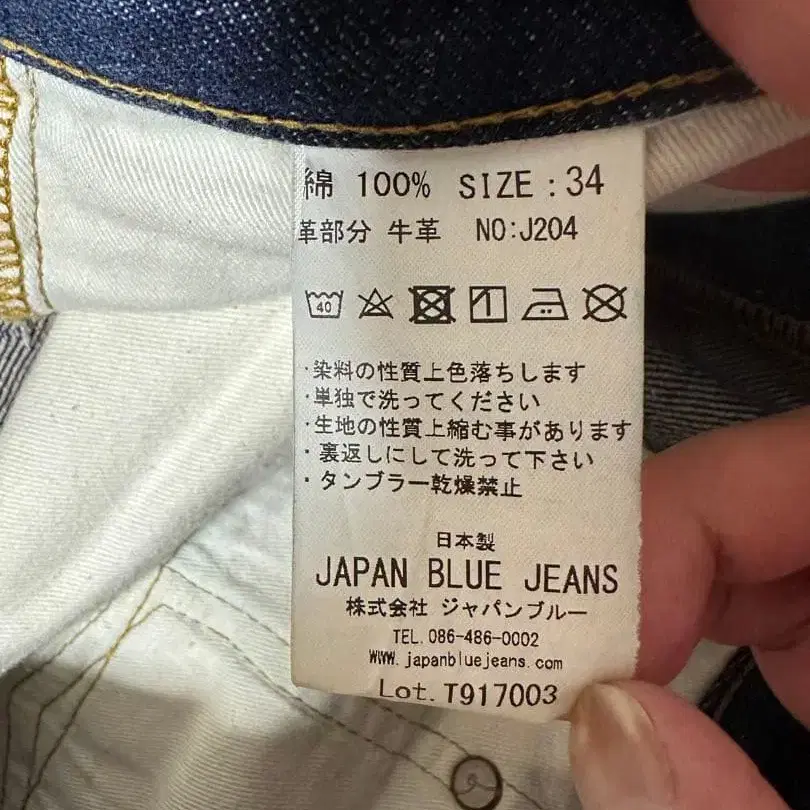 綿 100% SIZE : 34
革部分 牛革 NO:J204
40
・染料の性質上色落ちします
・単独で洗ってください
・生地の性質上縮む事があります
・裏返しにして洗って下さい
・タンブラー乾燥禁止
日本製
JAPAN BLUE JEANS
株式会社 ジャパンブルー
TEL. 086-486-0002
WWW. japanbluejeans. com
Lot. T917003